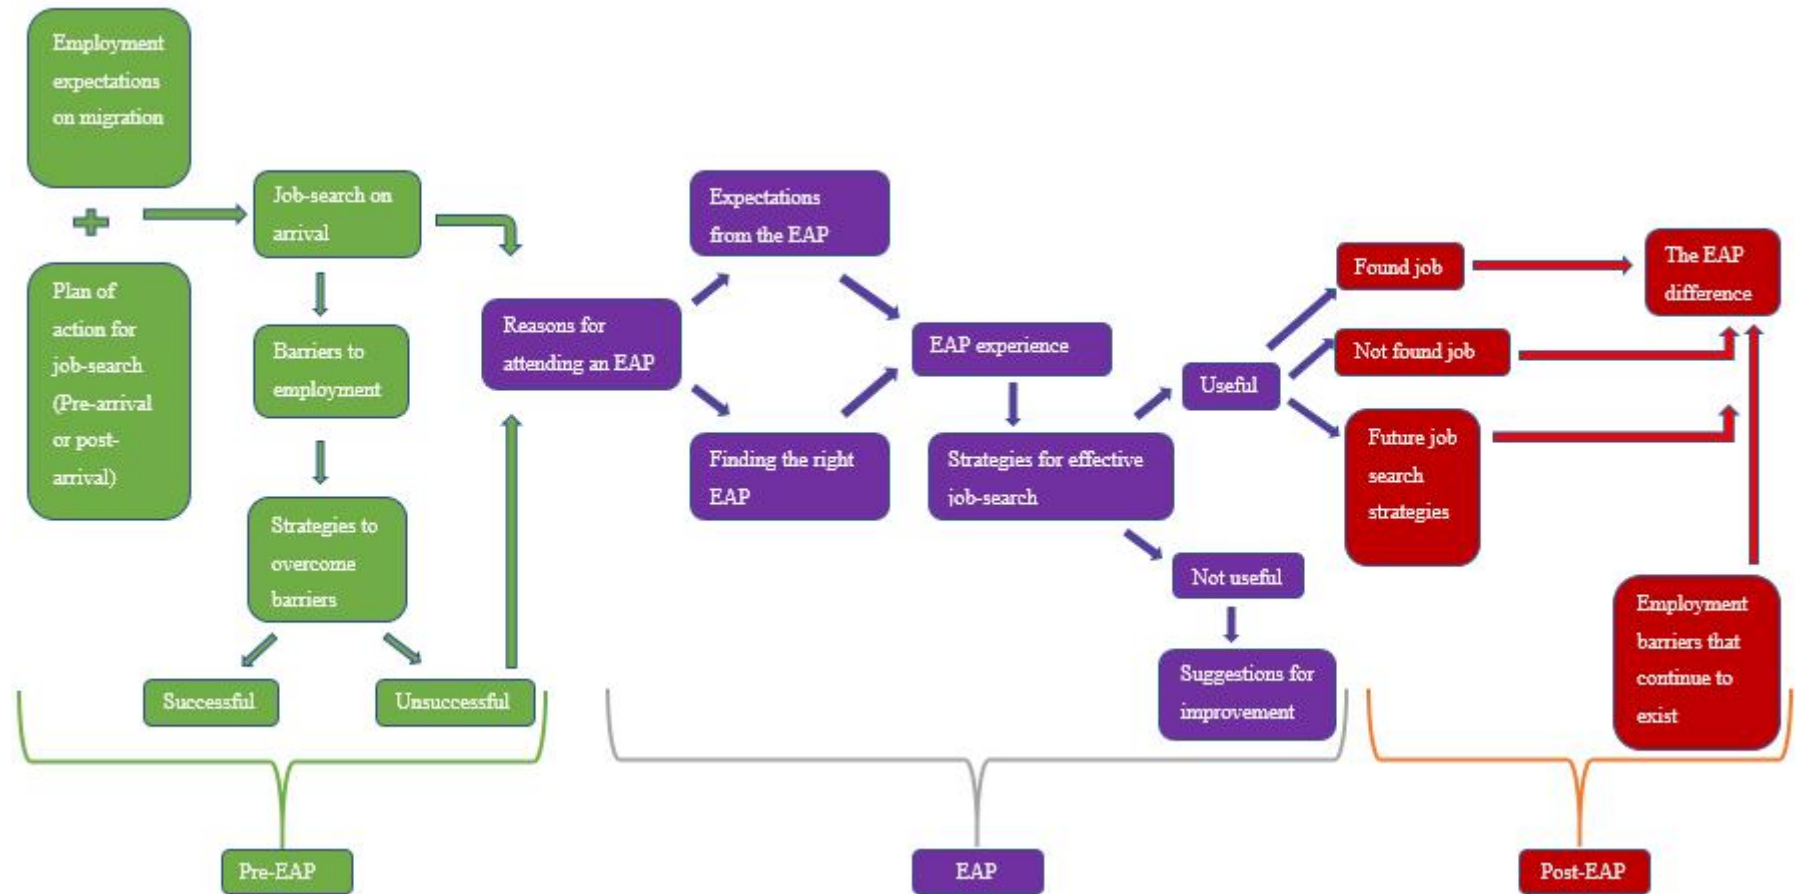 Employment
expectations
on migration
Plan of
action for
job-search
(Pre-arrival
or post-
arrival)
Job-search on
arrival
Barriers to
employment
Strategies to
overcome
barriers
Successful
Unsuccessful
Pre-EAP
Reasons for
attending an EAP
Expectations
from the EAP
Finding the right
EAP
EAP experience
Strategies for effective
job-search
Useful
Not useful
Suggestions for
improvement
EAP
Found job
Not found job
Future job
search
strategies
The EAP
difference
Employment
barriers that
continue to
exist
Post-EAP